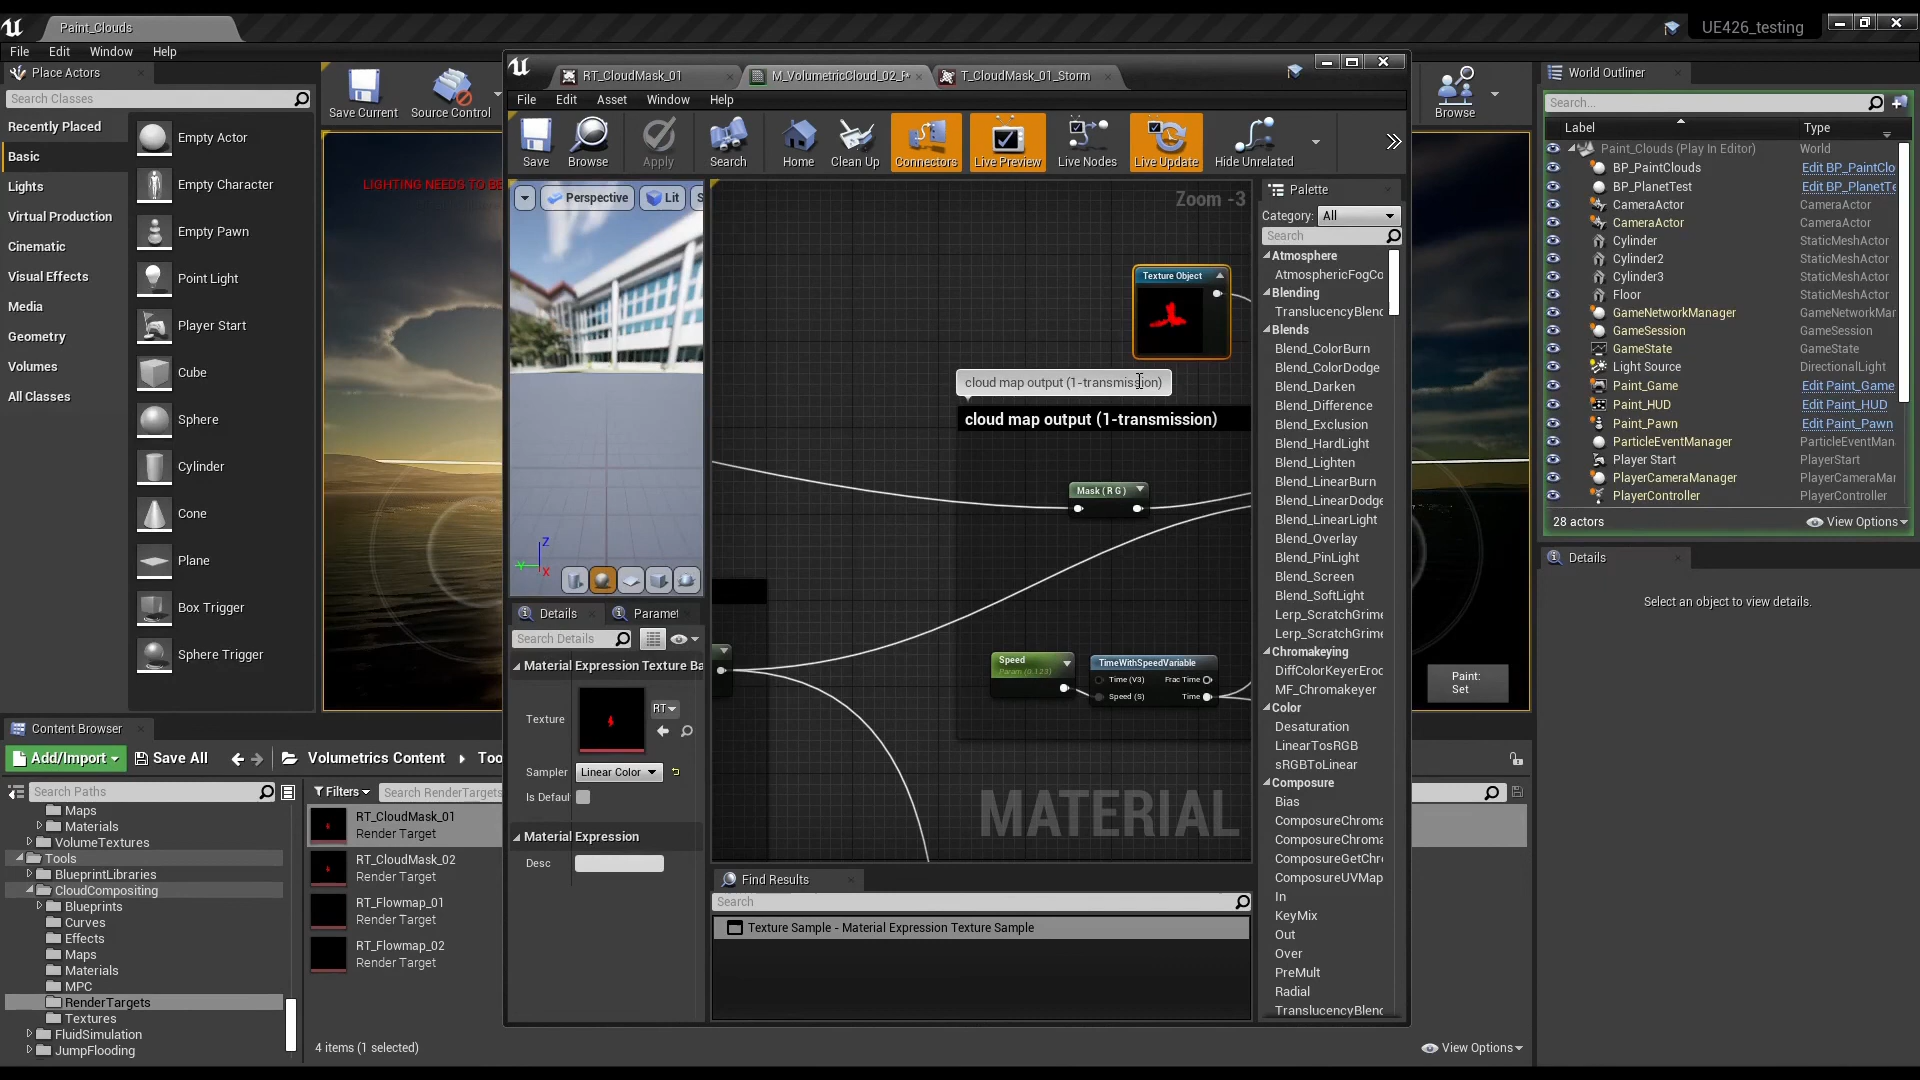 Paint_Clouds
UE426_testing
File Edit Window Help
Place Actors
Search Classes
Recently Placed
Basic
Lights
Virtual Production
Cinematic
Visual Effects
Media
Geometry
Volumes
All Classes
Empty Actor
Empty Character
Empty Pawn
Point Light
Player Start
Cube
Sphere
Cylinder
Cone
Plane
Box Trigger
Sphere Trigger
Save Current
Source Control
LIGHTING NEEDS TO BE
RT_CloudMask_01
M_VolumetricCloud_02_P
T_CloudMask_01_Storm
File Edit Asset Window Help
Save
Browse
Apply
Search
Home
Clean Up
Connectors
Live Preview
Live Nodes
Live Update
Hide Unrelated
Perspective
Lit
Z
Y
X
Zoom -3
Texture Object
cloud map output (1-transmission)
cloud map output (1-transmission)
Mask ( R G )
Speed
Param (0.123)
TimeWithSpeedVariable
Time (V3) Frac Time
Speed (S) Time
MATERIAL
Details
Paramet
Search Details
Material Expression Texture Ba
Texture
RT
Sampler Linear Color
Is Defaul
Material Expression
Desc
Find Results
Search
Texture Sample - Material Expression Texture Sample
Palette
Category: All
Search
Atmosphere
AtmosphericFogCo
Blending
TranslucencyBlend
Blends
Blend_ColorBurn
Blend_ColorDodge
Blend_Darken
Blend_Difference
Blend_Exclusion
Blend_HardLight
Blend_Lighten
Blend_LinearBurn
Blend_LinearDodge
Blend_LinearLight
Blend_Overlay
Blend_PinLight
Blend_Screen
Blend_SoftLight
Lerp_ScratchGrime
Lerp_ScratchGrime
Chromakeying
DiffColorKeyerEroc
MF_Chromakeyer
Color
Desaturation
LinearTosRGB
sRGBToLinear
Composure
Bias
ComposureChroma
ComposureChroma
ComposureGetChro
ComposureUVMap
In
KeyMix
Out
Over
PreMult
Radial
TranslucencyBlend
Browse
Paint:
Set
World Outliner
Search...
Label Type
Paint_Clouds (Play In Editor) World
BP_PaintClouds Edit BP_PaintClo
BP_PlanetTest Edit BP_PlanetTe
CameraActor CameraActor
CameraActor CameraActor
Cylinder StaticMeshActor
Cylinder2 StaticMeshActor
Cylinder3 StaticMeshActor
Floor StaticMeshActor
GameNetworkManager GameNetworkMar
GameSession GameSession
GameState GameState
Light Source DirectionalLight
Paint_Game Edit Paint_Game
Paint_HUD Edit Paint_HUD
Paint_Pawn Edit Paint_Pawn
ParticleEventManager ParticleEventMan
Player Start PlayerStart
PlayerCameraManager PlayerCameraMar
PlayerController PlayerController
28 actors
View Options
Details
Select an object to view details.
Content Browser
Add/Import
Save All
Volumetrics Content
Too
Search Paths
Filters
Search RenderTargets
Maps
Materials
VolumeTextures
Tools
BlueprintLibraries
CloudCompositing
Blueprints
Curves
Effects
Maps
Materials
MPC
RenderTargets
Textures
FluidSimulation
JumpFlooding
RT_CloudMask_01
Render Target
RT_CloudMask_02
Render Target
RT_Flowmap_01
Render Target
RT_Flowmap_02
Render Target
4 items (1 selected)
View Options